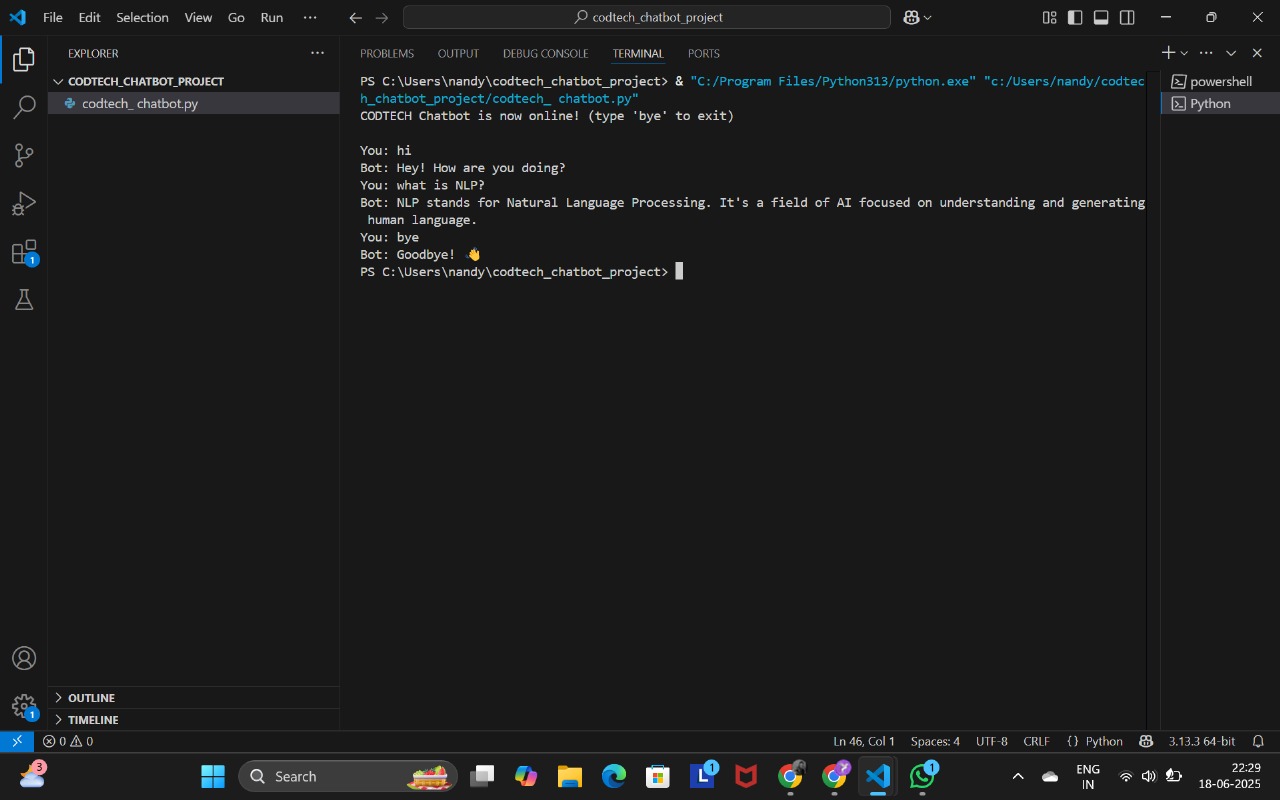 File Edit Selection View Go Run ···
codtech_chatbot_project
EXPLORER ···
CODTECH_CHATBOT_PROJECT
codtech_ chatbot.py
1
OUTLINE
1
TIMELINE
PROBLEMS OUTPUT DEBUG CONSOLE TERMINAL PORTS
PS C:\Users\nandy\codtech_chatbot_project> & "C:/Program Files/Python313/python.exe" "c:/Users/nandy/codtec
h_chatbot_project/codtech_ chatbot.py"
CODTECH Chatbot is now online! (type 'bye' to exit)
You: hi
Bot: Hey! How are you doing?
You: what is NLP?
Bot: NLP stands for Natural Language Processing. It's a field of AI focused on understanding and generating
human language.
You: bye
Bot: Goodbye! 👋
PS C:\Users\nandy\codtech_chatbot_project>
powershell
Python
0 0
Ln 46, Col 1 Spaces: 4 UTF-8 CRLF {} Python 3.13.3 64-bit
3
Search
L 1
1
ENG
IN
22:29
18-06-2025